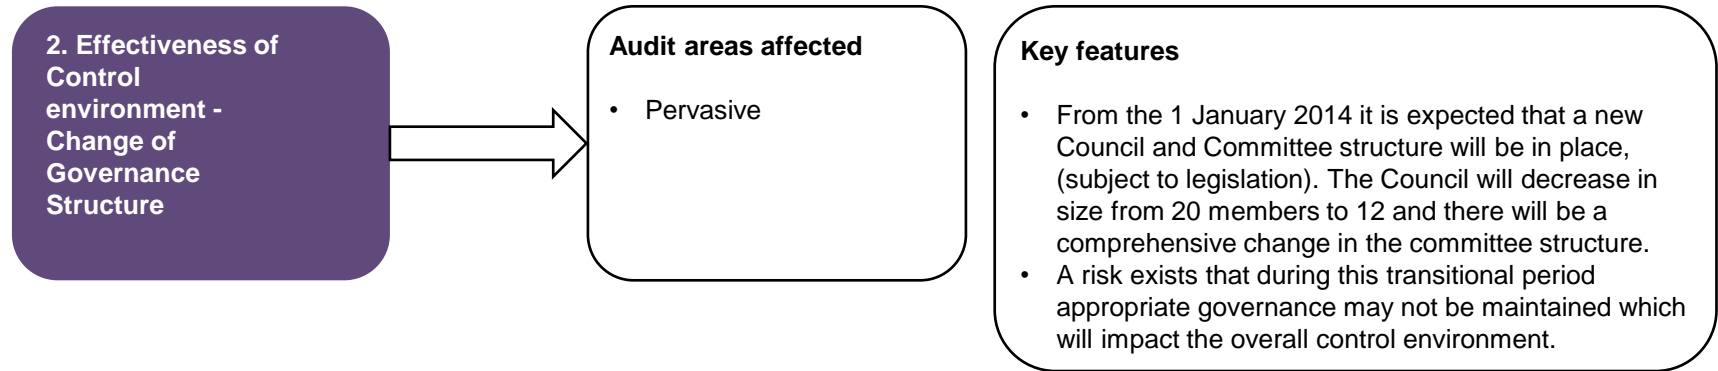 2. Effectiveness of
Control
environment -
Change of
Governance
Structure
Audit areas affected
• Pervasive
Key features
• From the 1 January 2014 it is expected that a new
Council and Committee structure will be in place,
(subject to legislation). The Council will decrease in
size from 20 members to 12 and there will be a
comprehensive change in the committee structure.
• A risk exists that during this transitional period
appropriate governance may not be maintained which
will impact the overall control environment.